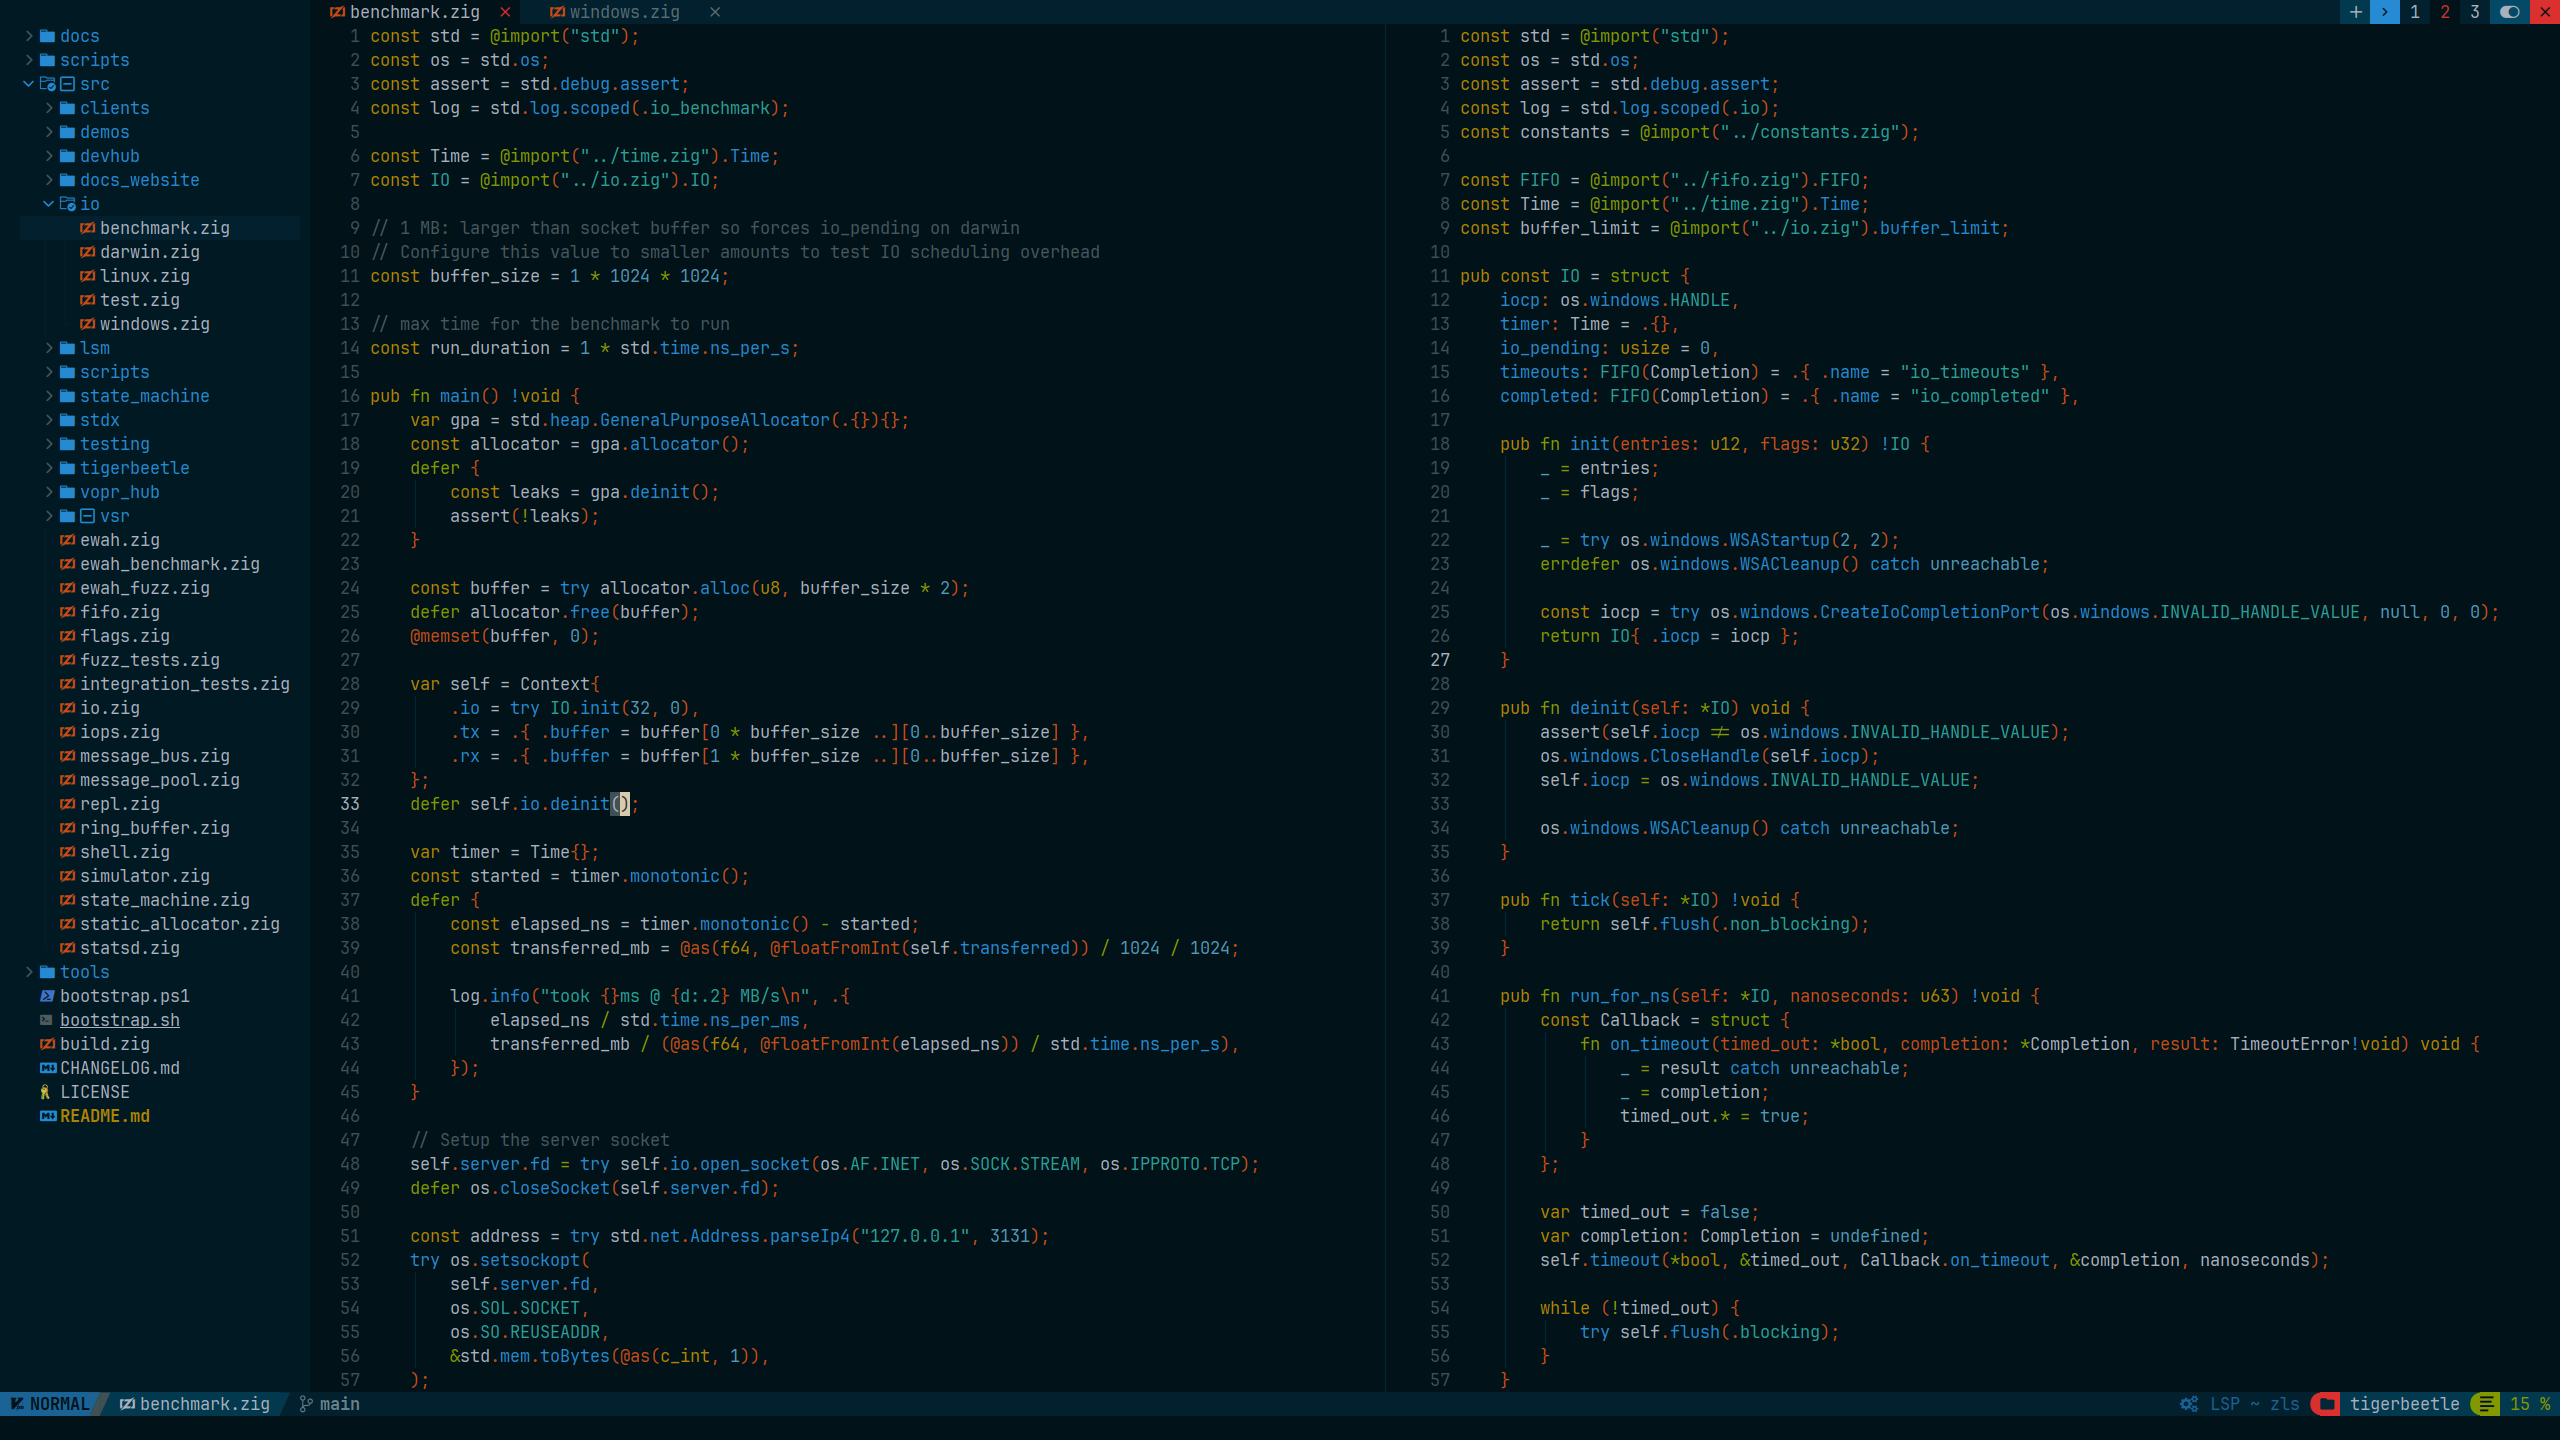 docs
scripts
src
clients
demos
devhub
docs_website
io
benchmark.zig
darwin.zig
linux.zig
test.zig
windows.zig
lsm
scripts
state_machine
stdx
testing
tigerbeetle
vopr_hub
vsr
ewah.zig
ewah_benchmark.zig
ewah_fuzz.zig
fifo.zig
flags.zig
fuzz_tests.zig
integration_tests.zig
io.zig
iops.zig
message_bus.zig
message_pool.zig
repl.zig
ring_buffer.zig
shell.zig
simulator.zig
state_machine.zig
static_allocator.zig
statsd.zig
tools
bootstrap.ps1
bootstrap.sh
build.zig
CHANGELOG.md
LICENSE
README.md
benchmark.zig × windows.zig ×
+ > 1 2 3 ×
1 const std = @import("std");
2 const os = std.os;
3 const assert = std.debug.assert;
4 const log = std.log.scoped(.io_benchmark);
5
6 const Time = @import("../time.zig").Time;
7 const IO = @import("../io.zig").IO;
8
9 // 1 MB: larger than socket buffer so forces io_pending on darwin
10 // Configure this value to smaller amounts to test IO scheduling overhead
11 const buffer_size = 1 * 1024 * 1024;
12
13 // max time for the benchmark to run
14 const run_duration = 1 * std.time.ns_per_s;
15
16 pub fn main() !void {
17     var gpa = std.heap.GeneralPurposeAllocator(.{}){};
18     const allocator = gpa.allocator();
19     defer {
20         const leaks = gpa.deinit();
21         assert(!leaks);
22     }
23
24     const buffer = try allocator.alloc(u8, buffer_size * 2);
25     defer allocator.free(buffer);
26     @memset(buffer, 0);
27
28     var self = Context{
29         .io = try IO.init(32, 0),
30         .tx = .{ .buffer = buffer[0 * buffer_size ..][0..buffer_size] },
31         .rx = .{ .buffer = buffer[1 * buffer_size ..][0..buffer_size] },
32     };
33     defer self.io.deinit();
34
35     var timer = Time{};
36     const started = timer.monotonic();
37     defer {
38         const elapsed_ns = timer.monotonic() - started;
39         const transferred_mb = @as(f64, @floatFromInt(self.transferred)) / 1024 / 1024;
40
41         log.info("took {}ms @ {d:.2} MB/s\n", .{
42             elapsed_ns / std.time.ns_per_ms,
43             transferred_mb / (@as(f64, @floatFromInt(elapsed_ns)) / std.time.ns_per_s),
44         });
45     }
46
47     // Setup the server socket
48     self.server.fd = try self.io.open_socket(os.AF.INET, os.SOCK.STREAM, os.IPPROTO.TCP);
49     defer os.closeSocket(self.server.fd);
50
51     const address = try std.net.Address.parseIp4("127.0.0.1", 3131);
52     try os.setsockopt(
53         self.server.fd,
54         os.SOL.SOCKET,
55         os.SO.REUSEADDR,
56         &std.mem.toBytes(@as(c_int, 1)),
57     );
1 const std = @import("std");
2 const os = std.os;
3 const assert = std.debug.assert;
4 const log = std.log.scoped(.io);
5 const constants = @import("../constants.zig");
6
7 const FIFO = @import("../fifo.zig").FIFO;
8 const Time = @import("../time.zig").Time;
9 const buffer_limit = @import("../io.zig").buffer_limit;
10
11 pub const IO = struct {
12     iocp: os.windows.HANDLE,
13     timer: Time = .{},
14     io_pending: usize = 0,
15     timeouts: FIFO(Completion) = .{ .name = "io_timeouts" },
16     completed: FIFO(Completion) = .{ .name = "io_completed" },
17
18     pub fn init(entries: u12, flags: u32) !IO {
19         _ = entries;
20         _ = flags;
21
22         _ = try os.windows.WSAStartup(2, 2);
23         errdefer os.windows.WSACleanup() catch unreachable;
24
25         const iocp = try os.windows.CreateIoCompletionPort(os.windows.INVALID_HANDLE_VALUE, null, 0, 0);
26         return IO{ .iocp = iocp };
27     }
28
29     pub fn deinit(self: *IO) void {
30         assert(self.iocp != os.windows.INVALID_HANDLE_VALUE);
31         os.windows.CloseHandle(self.iocp);
32         self.iocp = os.windows.INVALID_HANDLE_VALUE;
33
34         os.windows.WSACleanup() catch unreachable;
35     }
36
37     pub fn tick(self: *IO) !void {
38         return self.flush(.non_blocking);
39     }
40
41     pub fn run_for_ns(self: *IO, nanoseconds: u63) !void {
42         const Callback = struct {
43             fn on_timeout(timed_out: *bool, completion: *Completion, result: TimeoutError!void) void {
44                 _ = result catch unreachable;
45                 _ = completion;
46                 timed_out.* = true;
47             }
48         };
49
50         var timed_out = false;
51         var completion: Completion = undefined;
52         self.timeout(*bool, &timed_out, Callback.on_timeout, &completion, nanoseconds);
53
54         while (!timed_out) {
55             try self.flush(.blocking);
56         }
57     }
NORMAL benchmark.zig main
LSP ~ zls tigerbeetle 15 %